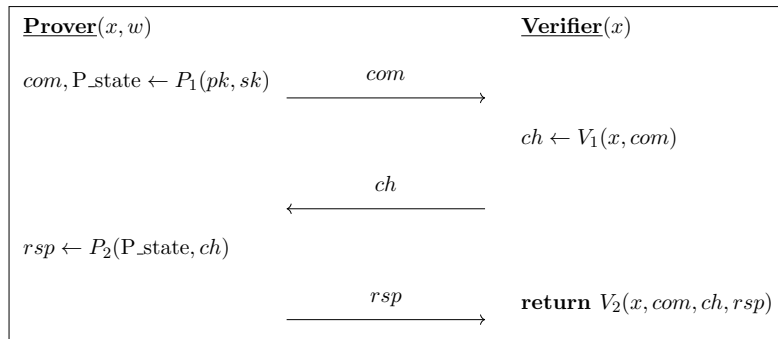 Prover(x, w) Verifier(x)
com, P_state ← P₁(pk, sk) com
ch ← V₁(x, com)
ch
rsp ← P₂(P_state, ch)
rsp return V₂(x, com, ch, rsp)